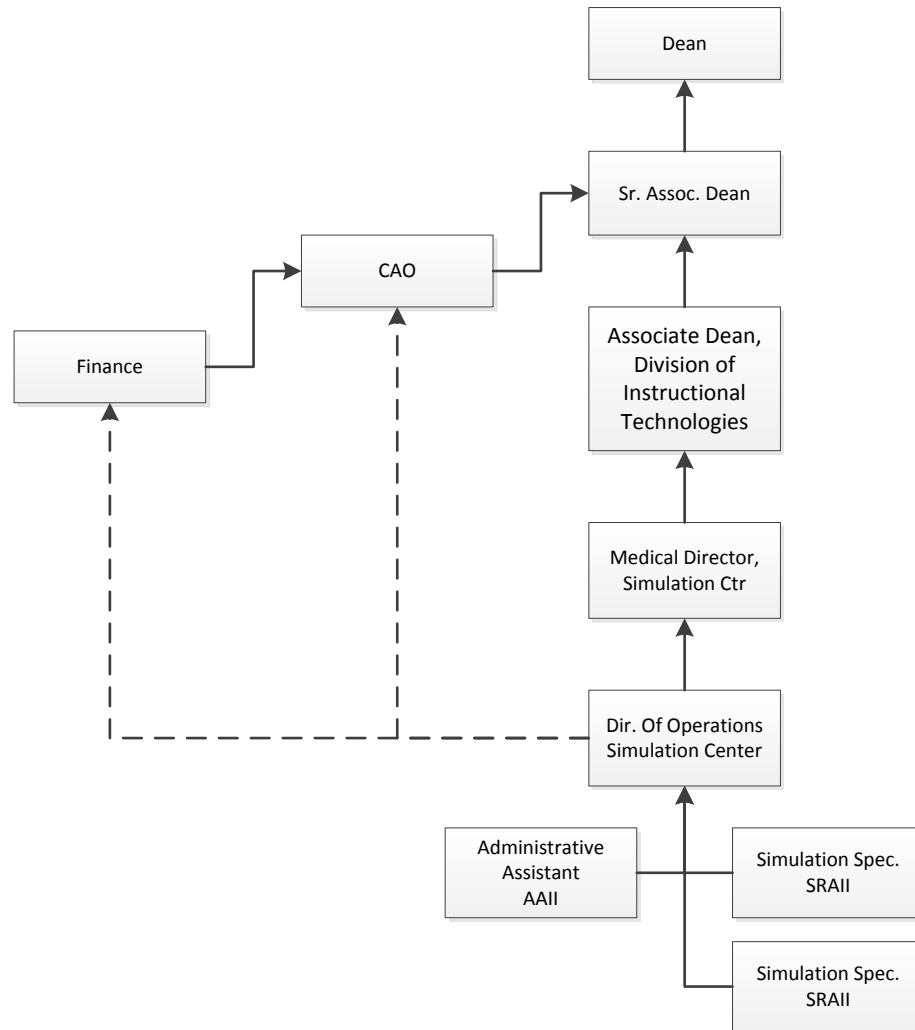 Dean
Sr. Assoc. Dean
CAO
Associate Dean,
Division of
Instructional
Technologies
Finance
Medical Director,
Simulation Ctr
Dir. Of Operations
Simulation Center
Administrative
Assistant
AAII
Simulation Spec.
SRAII
Simulation Spec.
SRAII